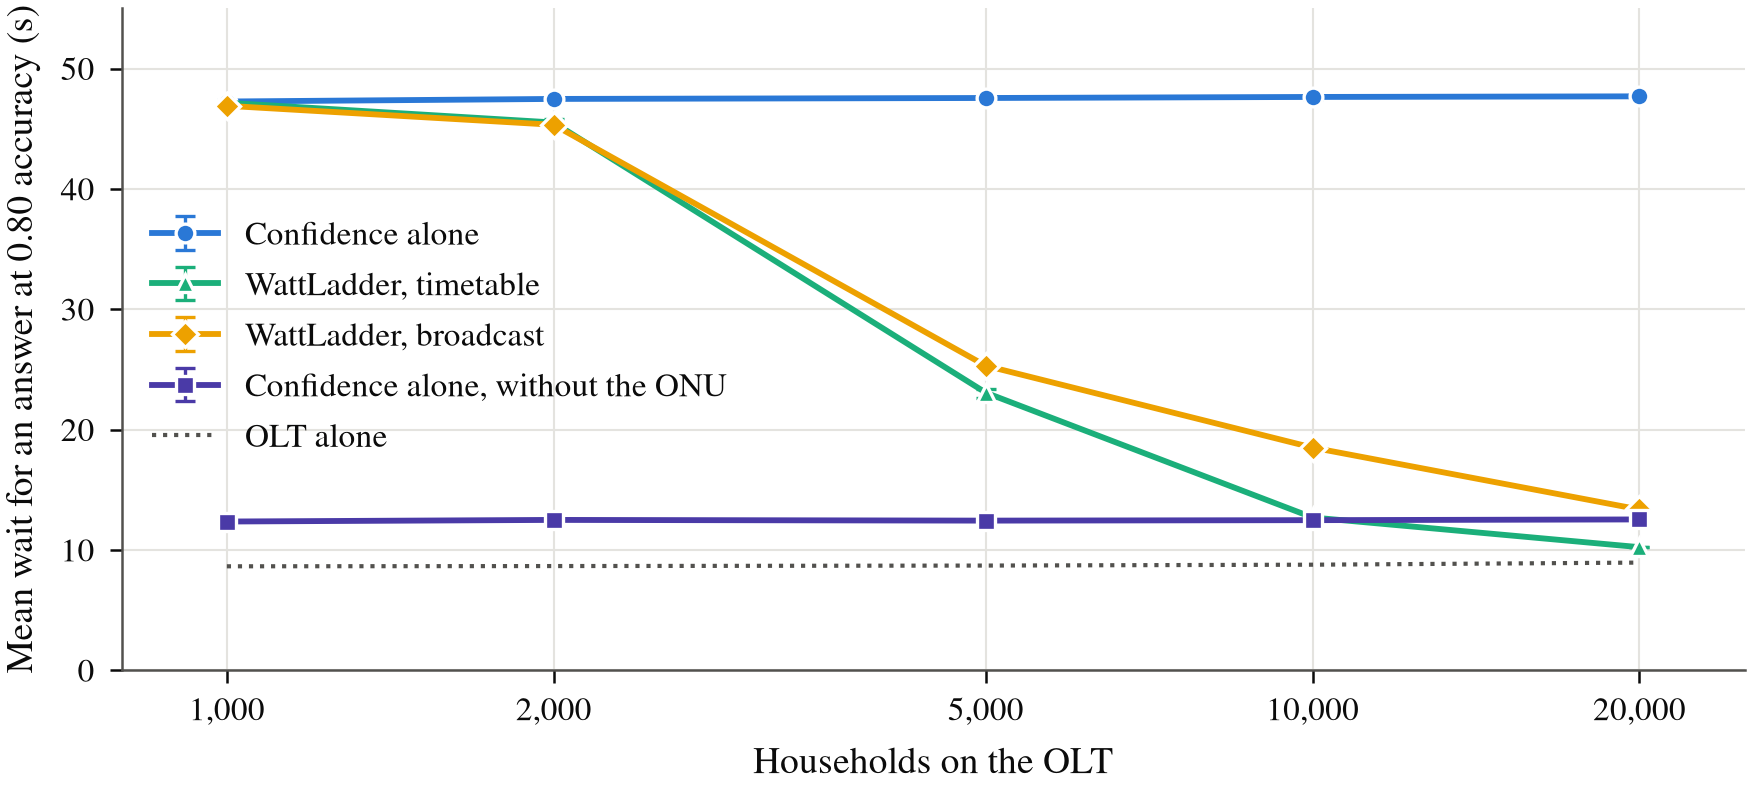 Mean wait for an answer at 0.80 accuracy (s)
50
40
30
20
10
0
Confidence alone
WattLadder, timetable
WattLadder, broadcast
Confidence alone, without the ONU
OLT alone
1,000
2,000
5,000
10,000
20,000
Households on the OLT